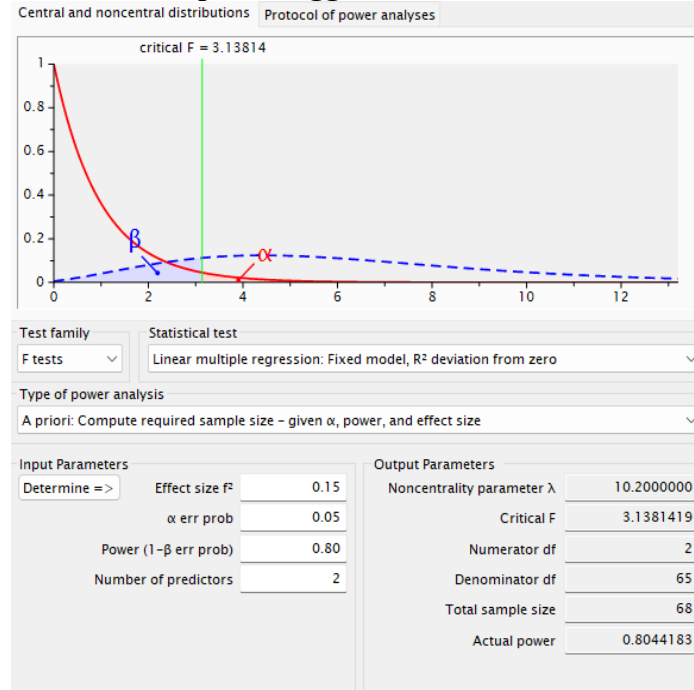 Central and noncentral distributions Protocol of power analyses
critical F = 3.13814
1
0.8
0.6
0.4
0.2
0
β
α
0 2 4 6 8 10 12
Test family Statistical test
F tests Linear multiple regression: Fixed model, R² deviation from zero
Type of power analysis
A priori: Compute required sample size – given α, power, and effect size
Input Parameters Output Parameters
Determine => Effect size f² 0.15 Noncentrality parameter λ 10.2000000
α err prob 0.05 Critical F 3.1381419
Power (1-β err prob) 0.80 Numerator df 2
Number of predictors 2 Denominator df 65
Total sample size 68
Actual power 0.8044183